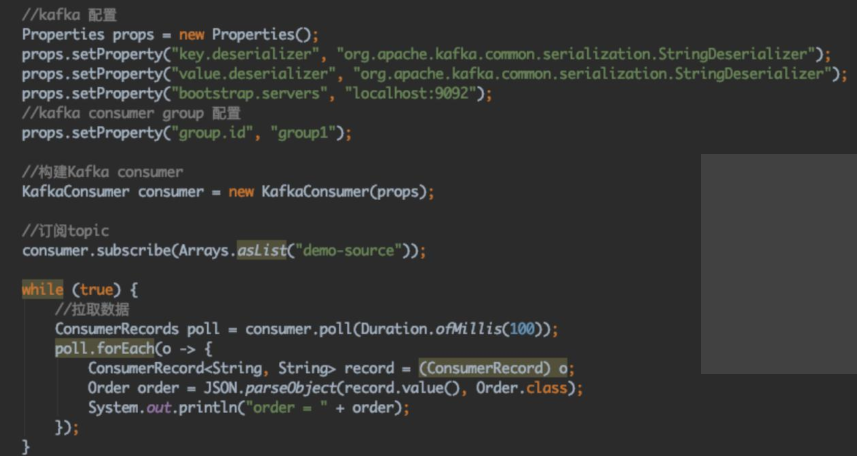 //kafka 配置
Properties props = new Properties();
props.setProperty("key.deserializer", "org.apache.kafka.common.serialization.StringDeserializer");
props.setProperty("value.deserializer", "org.apache.kafka.common.serialization.StringDeserializer");
props.setProperty("bootstrap.servers", "localhost:9092");
//kafka consumer group 配置
props.setProperty("group.id", "group1");
//构建Kafka consumer
KafkaConsumer consumer = new KafkaConsumer(props);
//订阅topic
consumer.subscribe(Arrays.asList("demo-source"));
while (true) {
//拉取数据
ConsumerRecords poll = consumer.poll(Duration.ofMillis(100));
poll.forEach(o -> {
ConsumerRecord<String, String> record = (ConsumerRecord) o;
Order order = JSON.parseObject(record.value(), Order.class);
System.out.println("order = " + order);
});
}